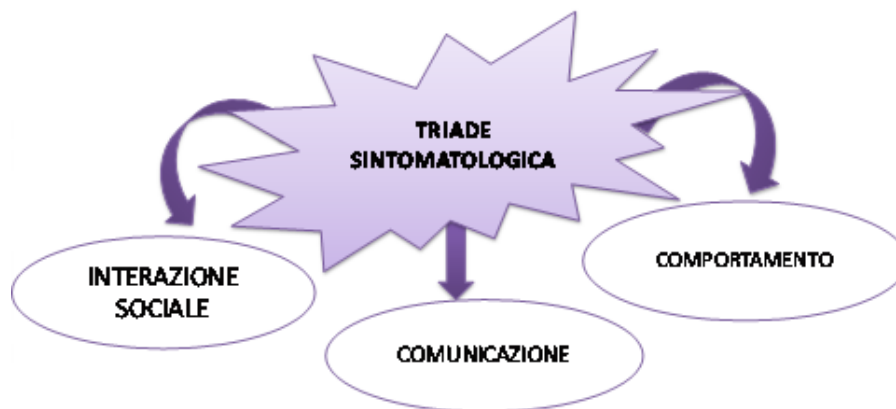 TRIADE
SINTOMATOLOGICA
INTERAZIONE
SOCIALE
COMUNICAZIONE
COMPORTAMENTO